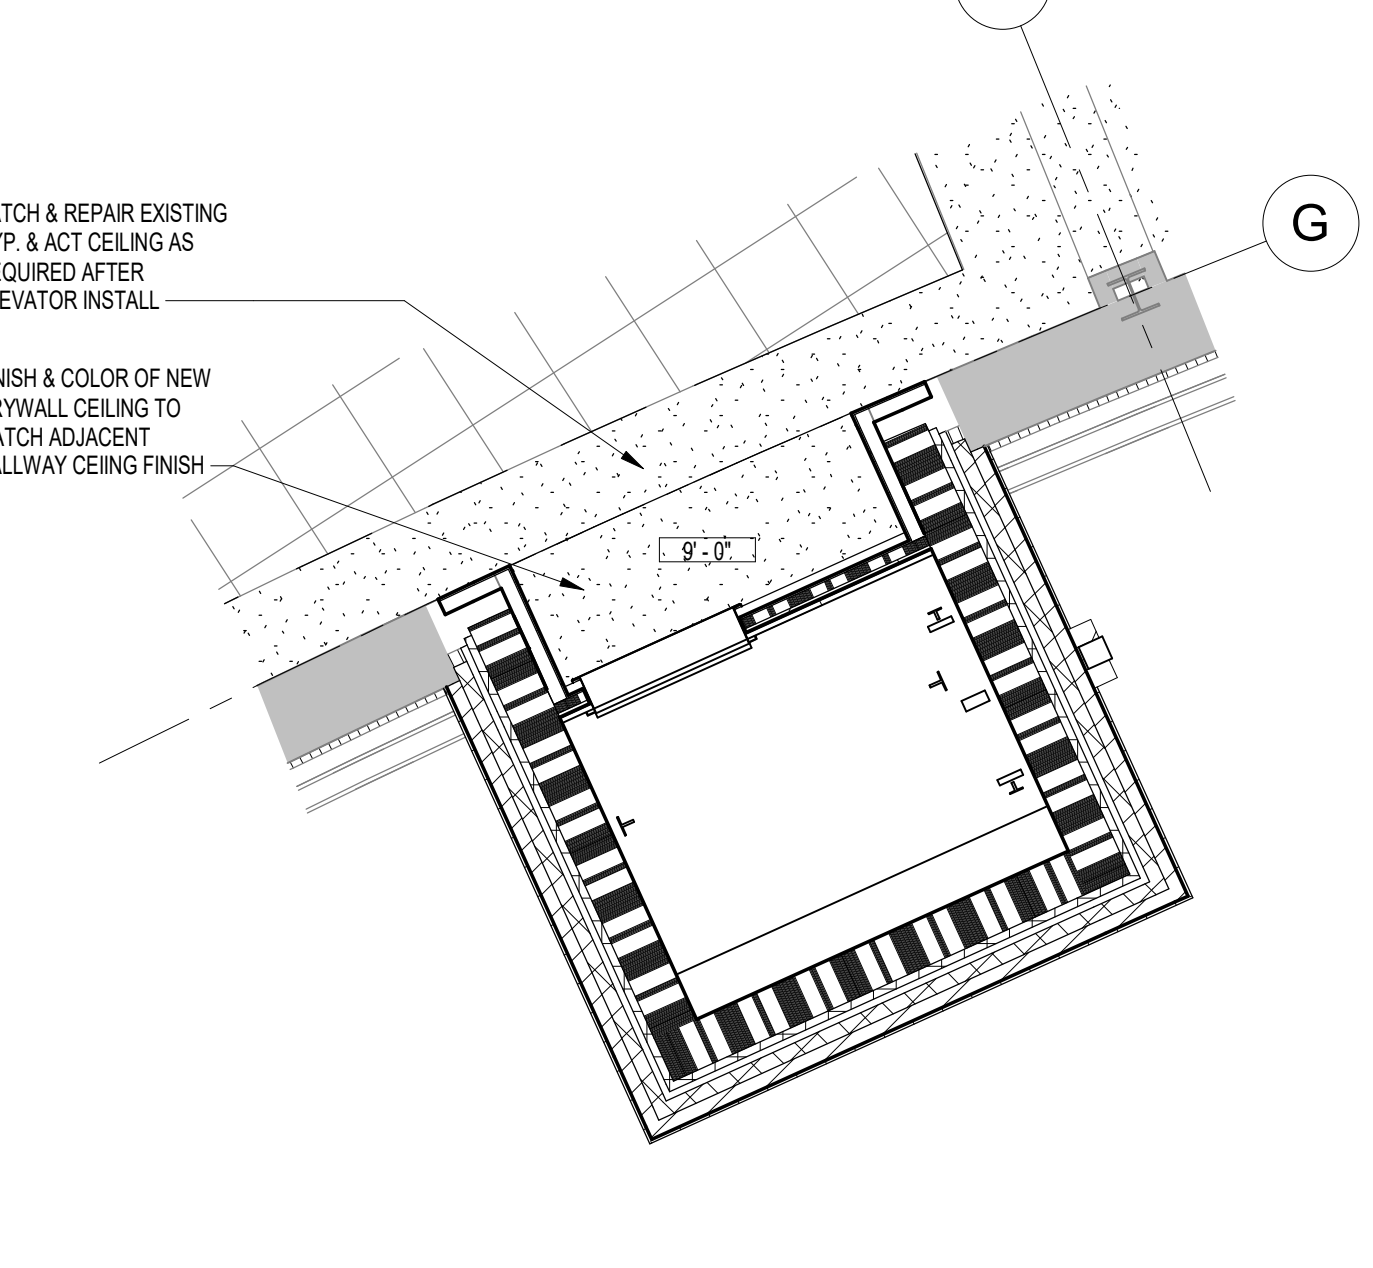 ATCH & REPAIR EXISTING
YP. & ACT CEILING AS
EQUIRED AFTER
EVATOR INSTALL
NISH & COLOR OF NEW
RYWALL CEILING TO
ATCH ADJACENT
ALLWAY CEIING FINISH
9' - 0"
G